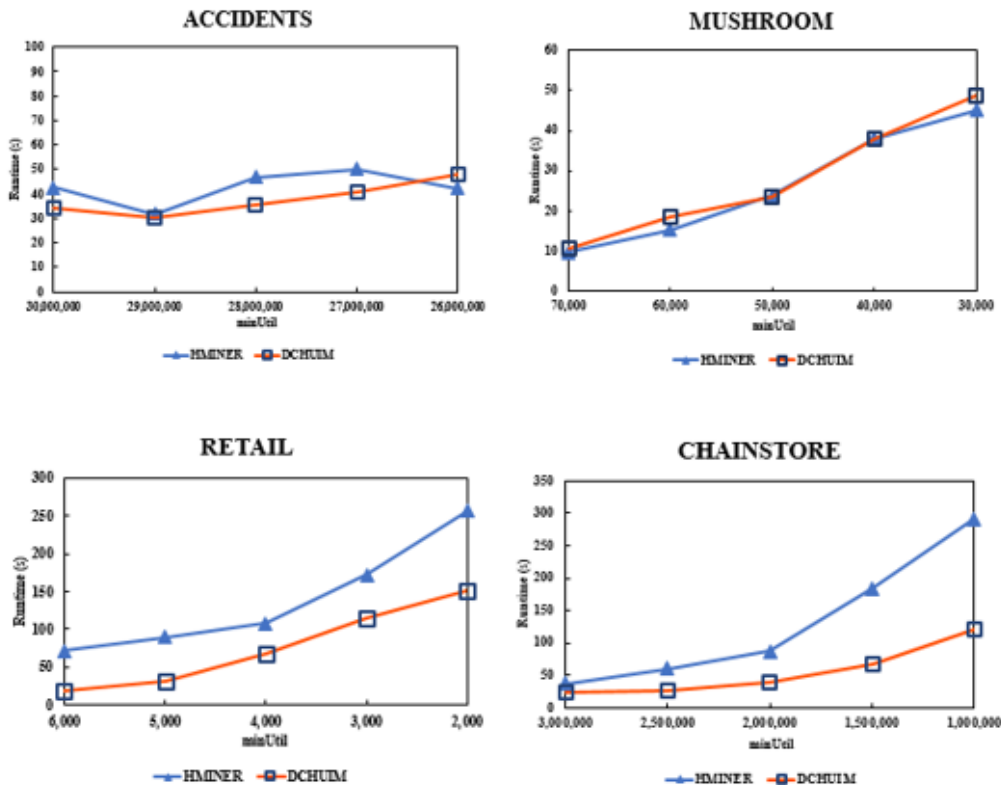 ACCIDENTS
100
90
80
70
60
50
40
30
20
10
0
Runtime (s)
30,000,000 29,000,000 28,000,000 27,000,000 26,000,000
minUtil
HMINER DCHUIM
MUSHROOM
60
50
40
30
20
10
0
Runtime (s)
70,000 60,000 50,000 40,000 30,000
minUtil
HMINER DCHUIM
RETAIL
300
250
200
150
100
50
0
Runtime (s)
6,000 5,000 4,000 3,000 2,000
minUtil
HMINER DCHUIM
CHAINSTORE
350
300
250
200
150
100
50
0
Runtime (s)
3,000,000 2,500,000 2,000,000 1,500,000 1,000,000
minUtil
HMINER DCHUIM